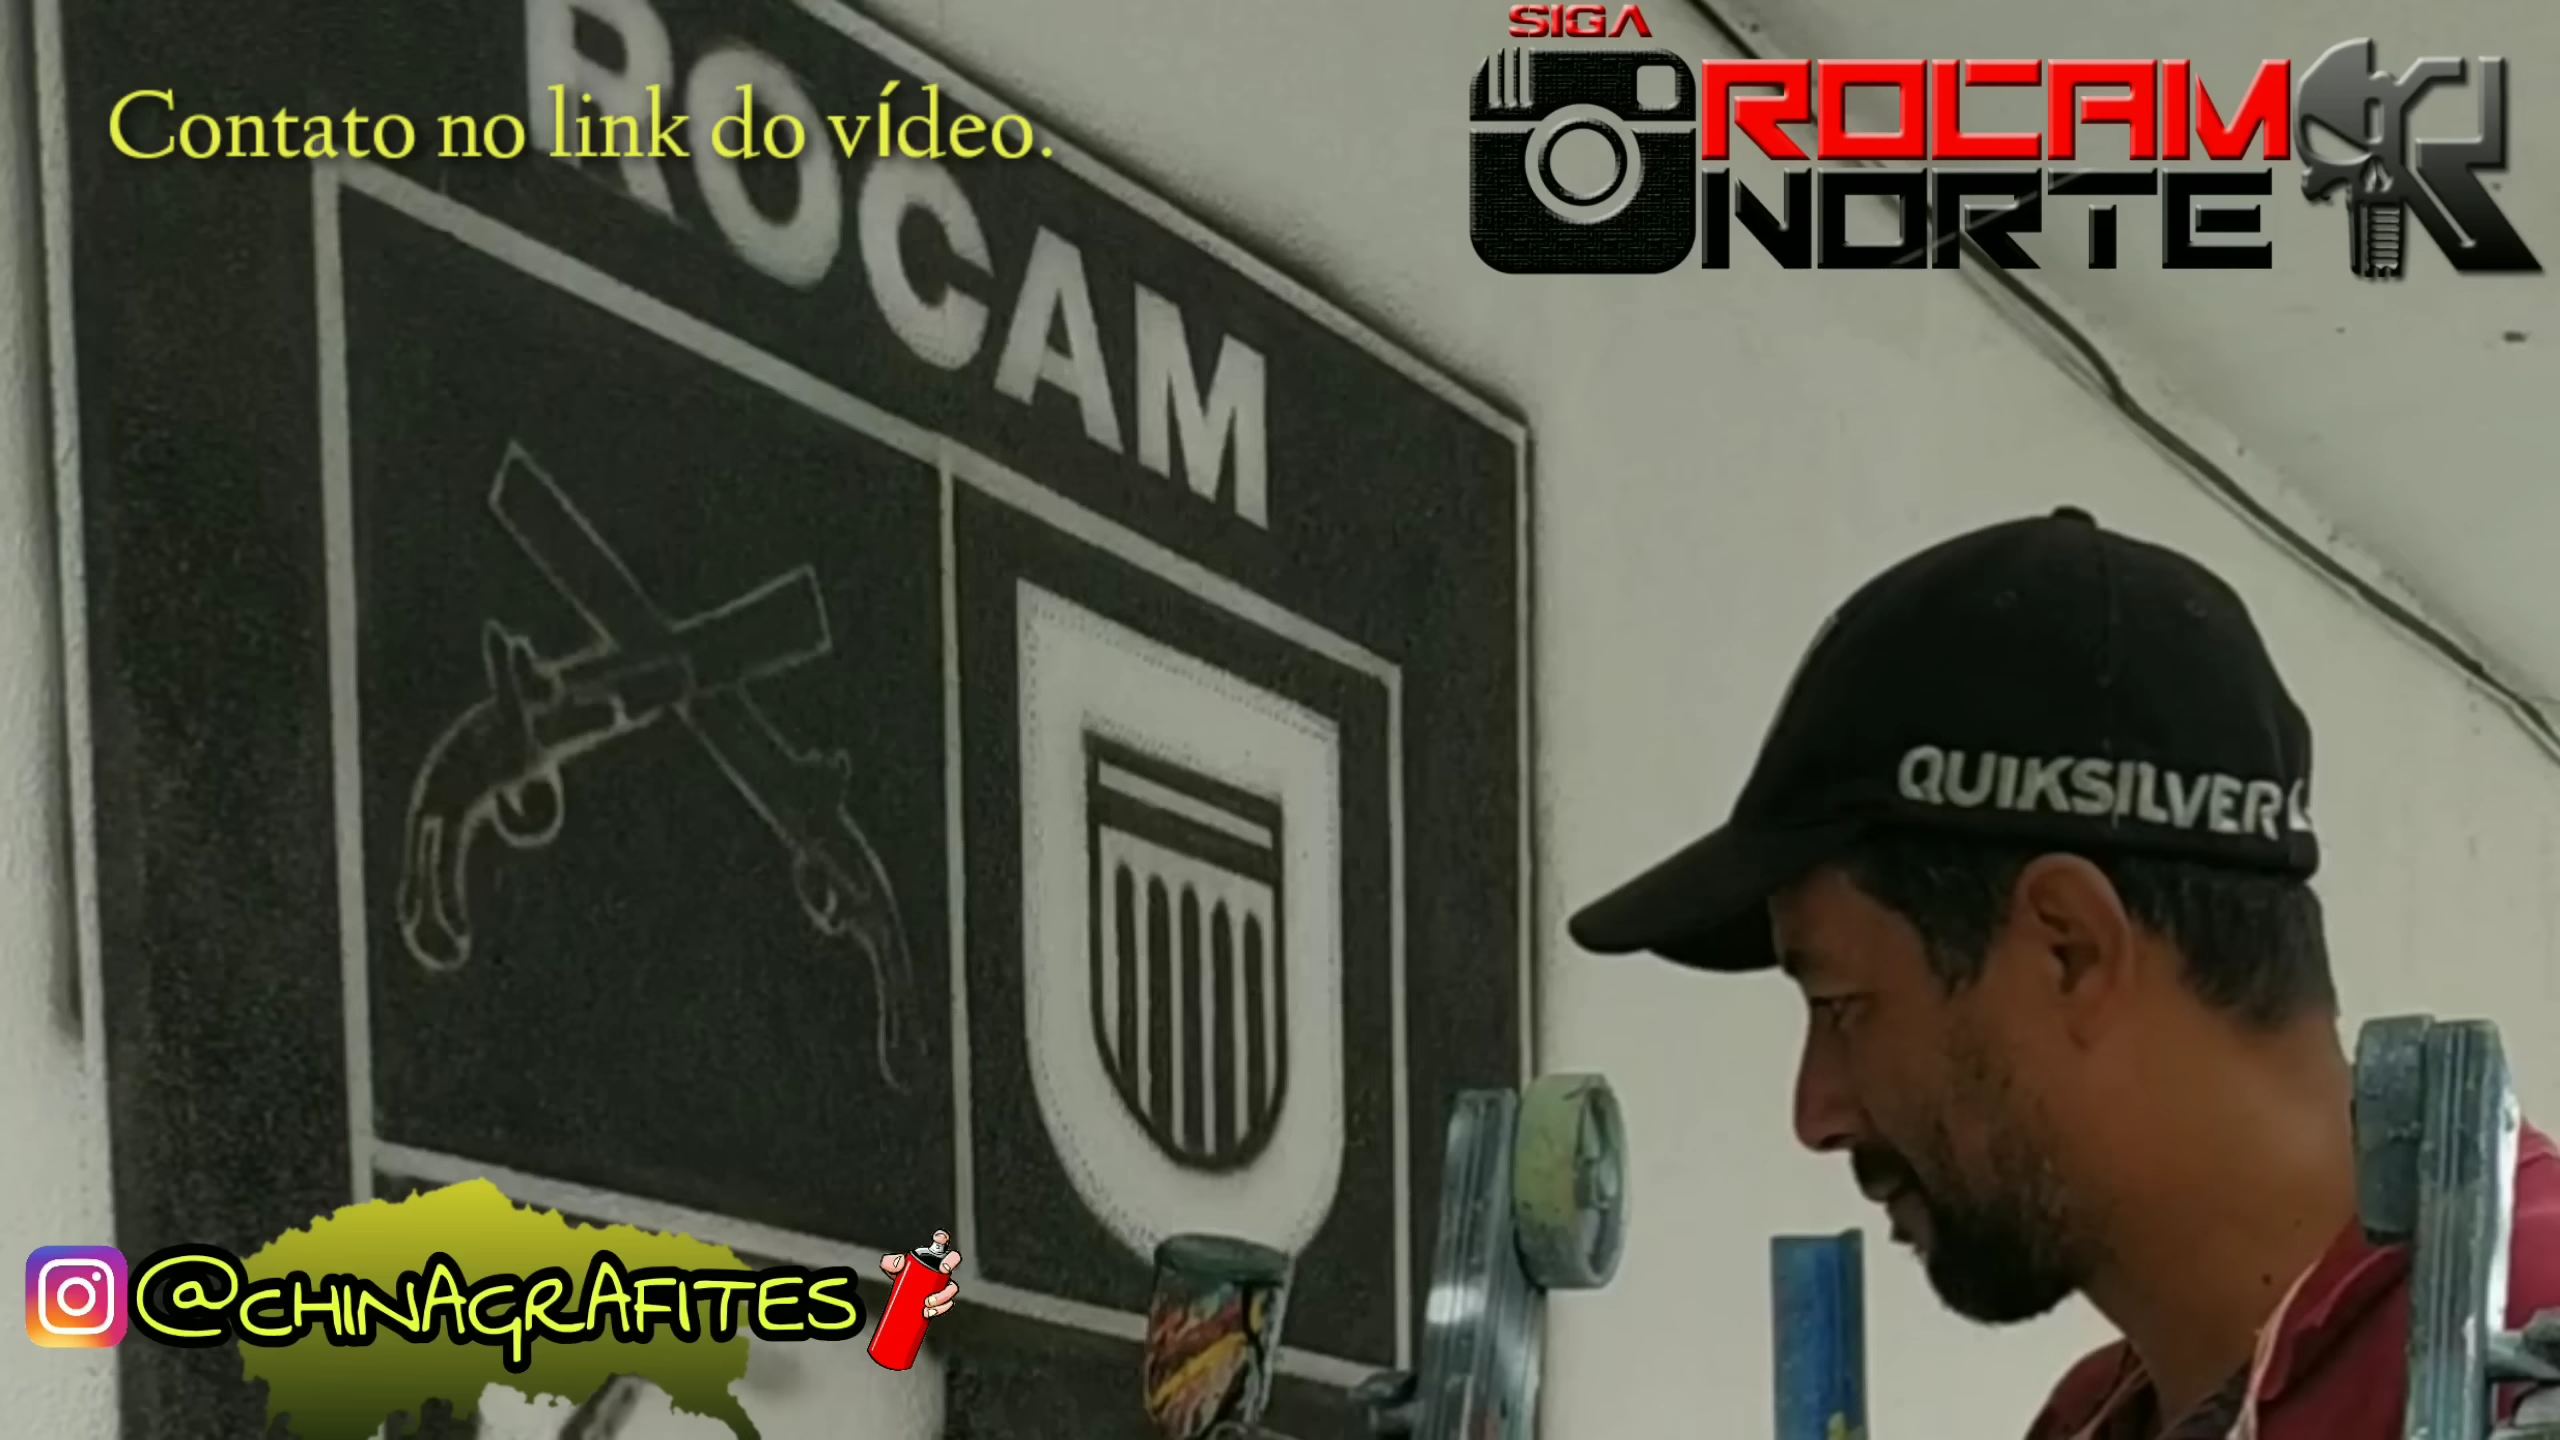 SIGA
ROCAM
NORTE
Contato no link do vídeo.
ROCAM
QUIKSILVER
@CHINAGRAFITES